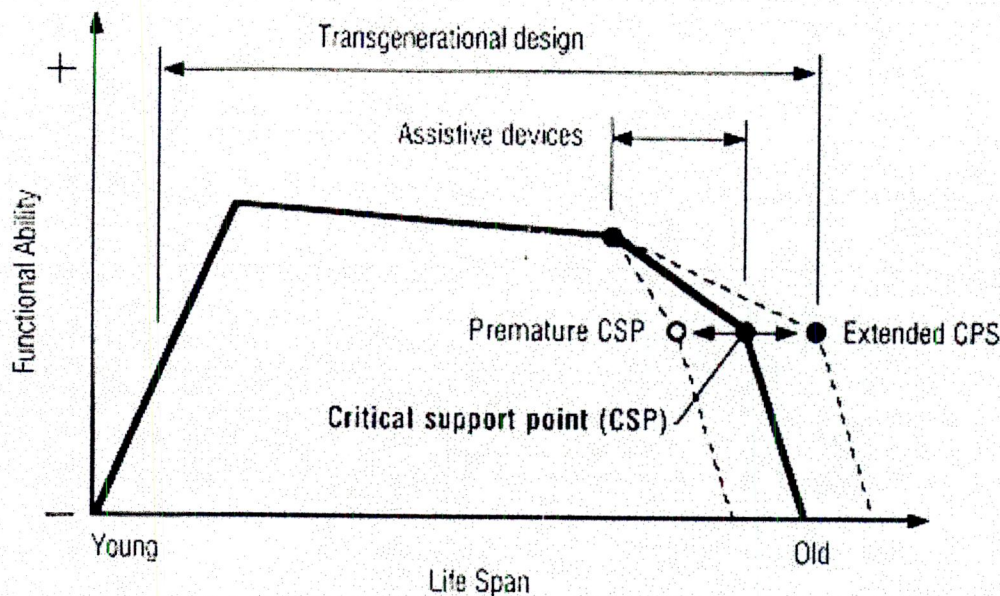 Transgenerational design
+
Assistive devices
Functional Ability
Premature CSP
Extended CPS
Critical support point (CSP)
–
Young
Old
Life Span